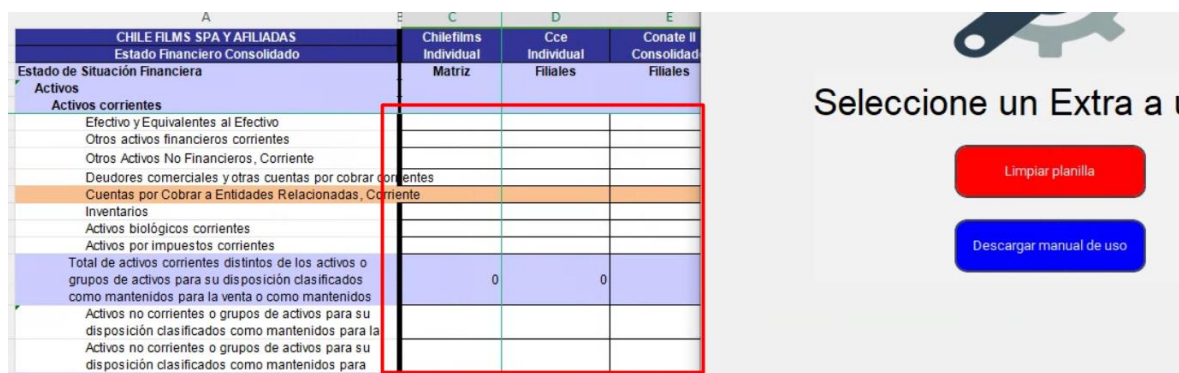 A C D E
CHILE FILMS SPA Y AFILIADAS Chilefilms Cce Conate II
Estado Financiero Consolidado Individual Individual Consolidad
Estado de Situación Financiera Matriz Filiales Filiales
Activos
Activos corrientes
Efectivo y Equivalentes al Efectivo
Otros activos financieros corrientes
Otros Activos No Financieros, Corriente
Deudores comerciales y otras cuentas por cobrar corrientes
Cuentas por Cobrar a Entidades Relacionadas, Corriente
Inventarios
Activos biológicos corrientes
Activos por impuestos corrientes
Total de activos corrientes distintos de los activos o
grupos de activos para su disposición clasificados 0 0
como mantenidos para la venta o como mantenidos
Activos no corrientes o grupos de activos para su
disposición clasificados como mantenidos para la
Activos no corrientes o grupos de activos para su
disposición clasificados como mantenidos para
Seleccione un Extra a
Limpiar planilla
Descargar manual de uso